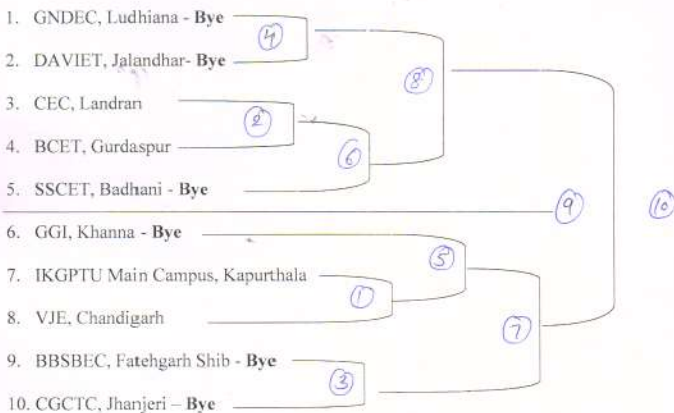 1. GNDEC, Ludhiana - Bye
④
2. DAVIET, Jalandhar- Bye
⑧
3. CEC, Landran
②
4. BCET, Gurdaspur
⑥
5. SSCET, Badhani - Bye
⑨
⑩
6. GGI, Khanna - Bye
⑤
7. IKGPTU Main Campus, Kapurthala
①
8. VJE, Chandigarh
⑦
9. BBSBEC, Fatehgarh Shib - Bye
③
10. CGCTC, Jhanjeri – Bye